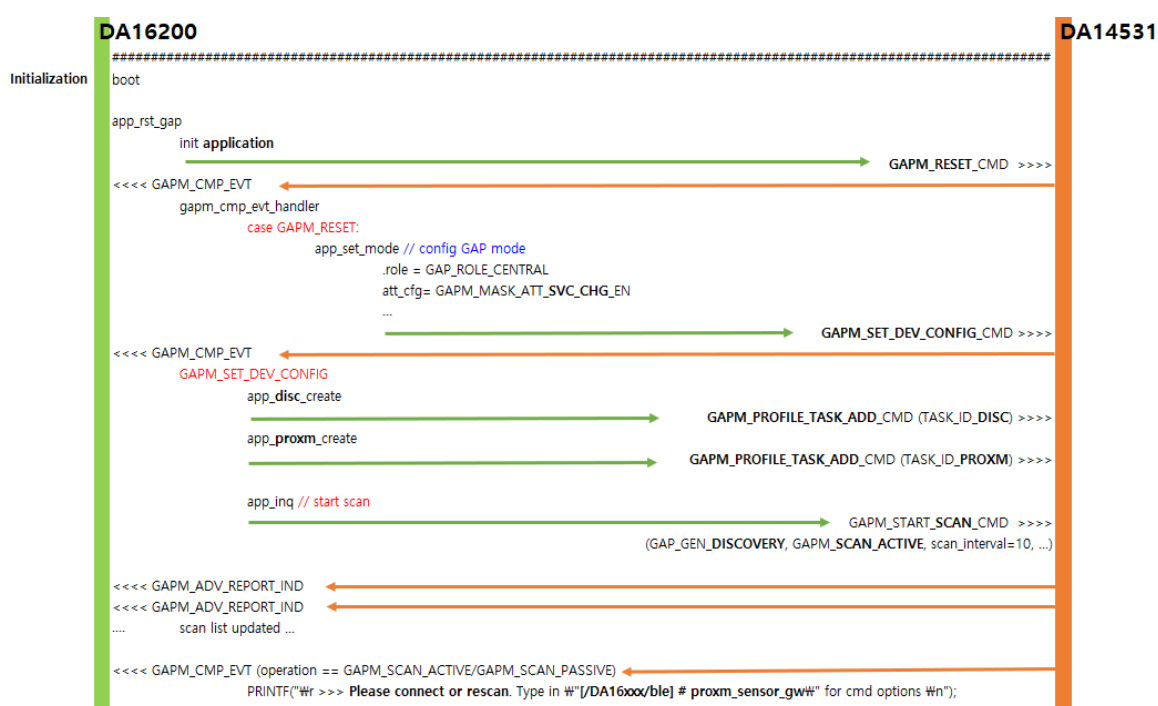 DA16200 DA14531
########################################################################################################################
Initialization boot
app_rst_gap
init application
GAPM_RESET_CMD >>>>
<<<< GAPM_CMP_EVT
gapm_cmp_evt_handler
case GAPM_RESET:
app_set_mode // config GAP mode
.role = GAP_ROLE_CENTRAL
att_cfg= GAPM_MASK_ATT_SVC_CHG_EN
...
GAPM_SET_DEV_CONFIG_CMD >>>>
<<<< GAPM_CMP_EVT
GAPM_SET_DEV_CONFIG
app_disc_create
GAPM_PROFILE_TASK_ADD_CMD (TASK_ID_DISC) >>>>
app_proxm_create
GAPM_PROFILE_TASK_ADD_CMD (TASK_ID_PROXM) >>>>
app_inq // start scan
GAPM_START_SCAN_CMD >>>>
(GAP_GEN_DISCOVERY, GAPM_SCAN_ACTIVE, scan_interval=10, ...)
<<<< GAPM_ADV_REPORT_IND
<<<< GAPM_ADV_REPORT_IND
.... scan list updated ...
<<<< GAPM_CMP_EVT (operation == GAPM_SCAN_ACTIVE/GAPM_SCAN_PASSIVE)
PRINTF("₩r >>> Please connect or rescan. Type in ₩"[/DA16xxx/ble] # proxm_sensor_gw₩" for cmd options ₩n");